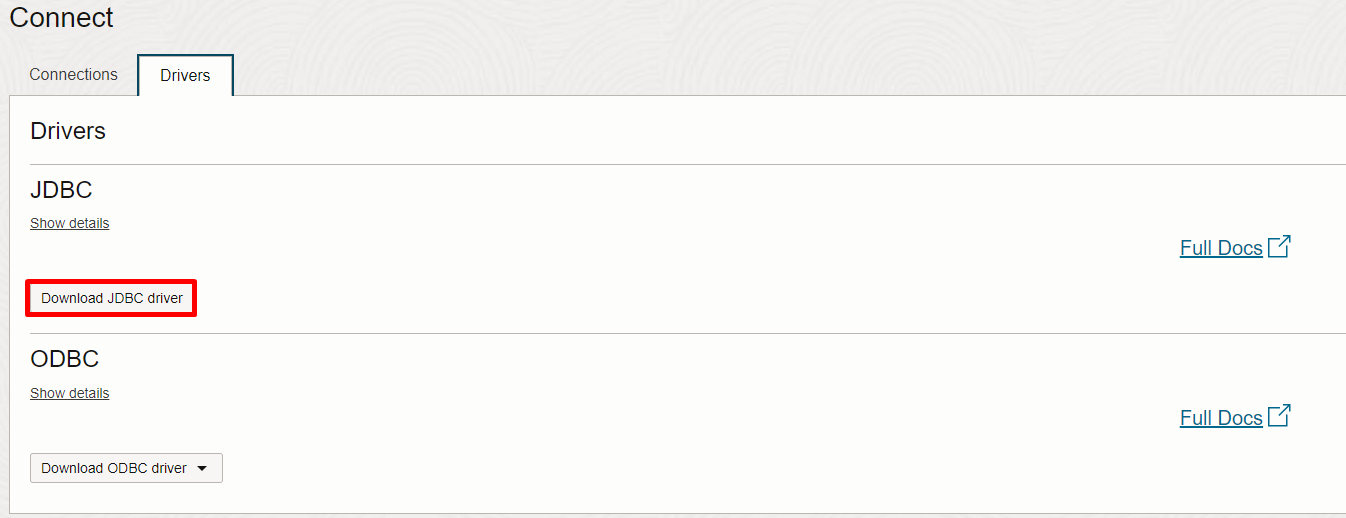 Connect
Connections
Drivers
Drivers
JDBC
Show details
Full Docs
Download JDBC driver
ODBC
Show details
Full Docs
Download ODBC driver